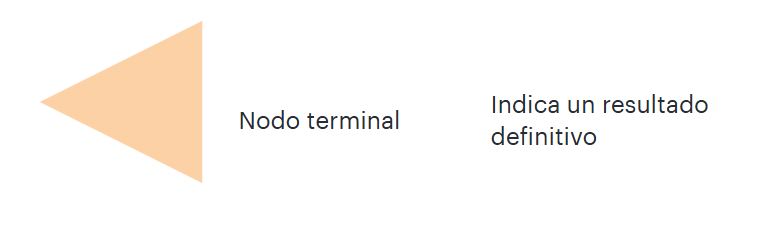 Nodo terminal
Indica un resultado
definitivo